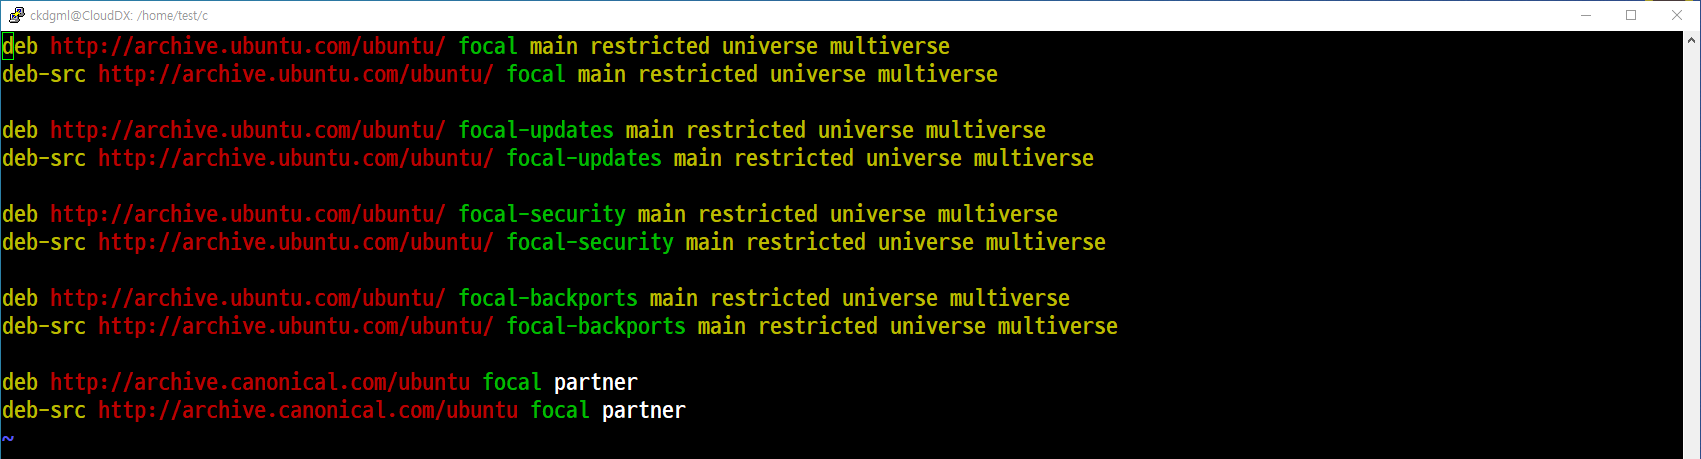 ckdgml@CloudDX: /home/test/c
deb http://archive.ubuntu.com/ubuntu/ focal main restricted universe multiverse
deb-src http://archive.ubuntu.com/ubuntu/ focal main restricted universe multiverse
deb http://archive.ubuntu.com/ubuntu/ focal-updates main restricted universe multiverse
deb-src http://archive.ubuntu.com/ubuntu/ focal-updates main restricted universe multiverse
deb http://archive.ubuntu.com/ubuntu/ focal-security main restricted universe multiverse
deb-src http://archive.ubuntu.com/ubuntu/ focal-security main restricted universe multiverse
deb http://archive.ubuntu.com/ubuntu/ focal-backports main restricted universe multiverse
deb-src http://archive.ubuntu.com/ubuntu/ focal-backports main restricted universe multiverse
deb http://archive.canonical.com/ubuntu focal partner
deb-src http://archive.canonical.com/ubuntu focal partner
~